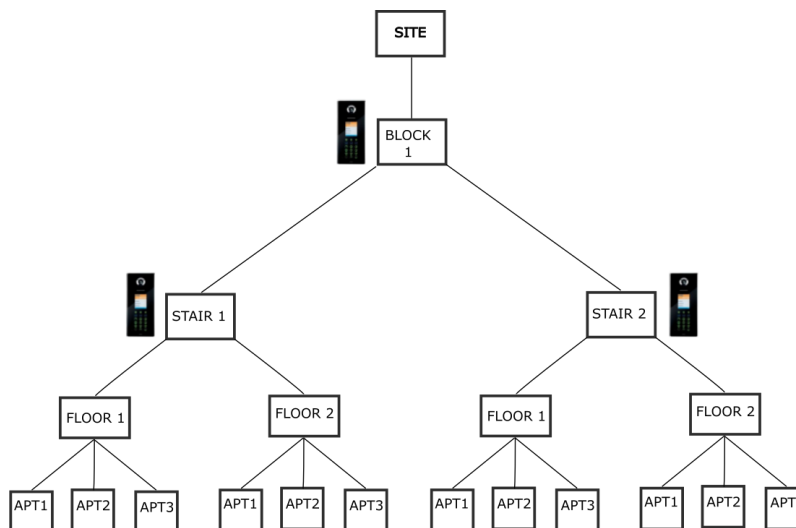 SITE
BLOCK
1
STAIR 1
STAIR 2
FLOOR 1
FLOOR 2
FLOOR 1
FLOOR 2
APT1
APT2
APT3
APT1
APT2
APT3
APT1
APT2
APT3
APT1
APT2